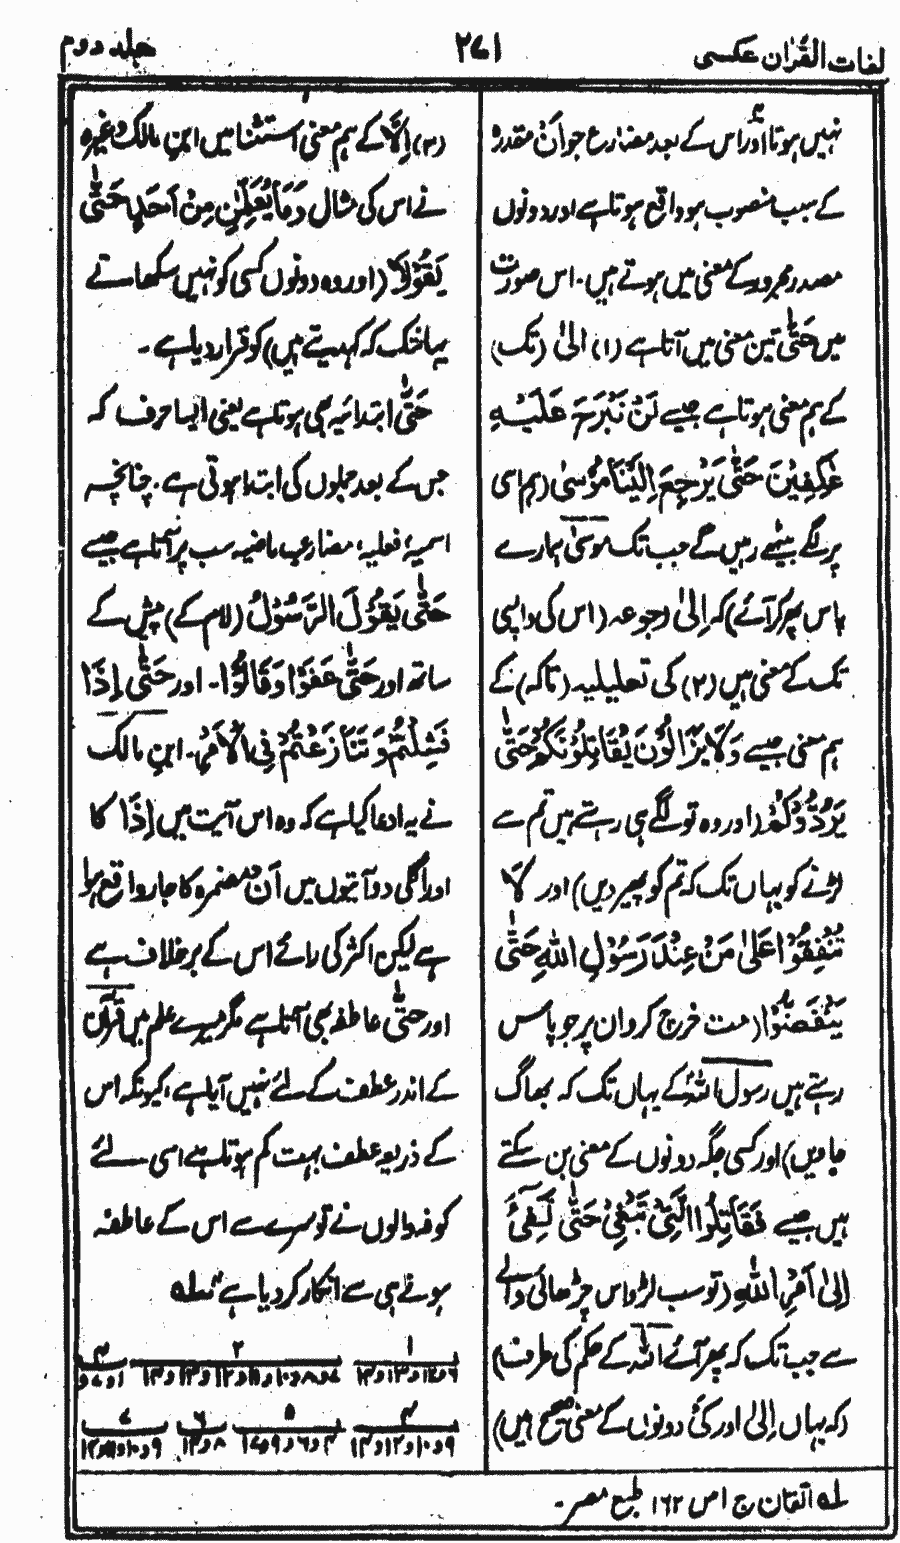 لغات القرآن عکسی
۲۷۱
جلد دوم
نہیں ہوتا اور اس کے بعد مضارع جو اَنْ مقدرہ
کے سبب منصوب ہو واقع ہوتا ہے اور دونوں
مصدر مجرور کے معنی میں ہوتے ہیں۔ اس صورت
میں حَتّٰی تین معنی میں آتا ہے (۱) الٰی (تک)
کے ہم معنی ہوتا ہے جیسے لَنْ نَّبْرَحَ عَلَیْہِ
عٰکِفِیْنَ حَتّٰی یَرْجِعَ اِلَیْنَا مُوْسٰی (ہم اسی
پر لگے بیٹھے رہیں گے جب تک موسیٰ ہمارے
پاس پھر کر آئے) کہ اِلٰی رجوعہ (اس کی واپسی
تک کے معنی ہیں (۲) کَی تعلیلیہ (تاکہ) کے
ہم معنی جیسے وَلَا یَزَالُوْنَ یُقَاتِلُوْنَکُمْ حَتّٰی
یَرُدُّوْکُمْ (اور وہ تو لگے ہی رہتے ہیں تم سے
لڑنے کو یہاں تک کہ تم کو پھیر دیں) اور لَا
تُنْفِقُوْا عَلٰی مَنْ عِنْدَ رَسُوْلِ اللّٰہِ حَتّٰی
یَنْفَضُّوْا (مت خرچ کرو ان پر جو پاس
رہتے ہیں رسول اللہؐ کے یہاں تک کہ بھاگ
جاویں) اور کسی جگہ دونوں کے معنی بن سکتے
ہیں جیسے فَقَاتِلُوا الَّتِیْ تَبْغِیْ حَتّٰی تَفِیْٓءَ
اِلٰی اَمْرِ اللّٰہِ (تو سب لڑو اس چڑھائی والے
سے جب تک کہ پھر آئے اللہ کے حکم کی طرف)
(کہ یہاں اِلٰی اور کَیْ دونوں کے معنی صحیح ہیں)
(۳) اِلَّا کے ہم معنی استثنا میں ابنِ مالک وغیرہ
نے اس کی مثال وَمَا یُعَلِّمٰنِ مِنْ اَحَدٍ حَتّٰی
یَقُوْلَا (اور وہ دونوں کسی کو نہیں سکھاتے
یہاں تک کہ کہتے ہیں) کو قرار دیا ہے۔
حَتّٰی ابتدائیہ بھی ہوتا ہے یعنی ایسا حرف کہ
جس کے بعد جملوں کی ابتدا ہوتی ہے۔ چنانچہ
اسمیہ، فعلیہ، مضارع، ماضیہ سب پر آتا ہے جیسے
حَتّٰی یَقُوْلُ الرَّسُوْلُ (لام کے) پیش کے
ساتھ اور حَتّٰی عَفَوْا وَّقَالُوْا۔ اور حَتّٰی اِذَا
فَشِلْتُمْ وَتَنَازَعْتُمْ فِی الْاَمْرِ۔ ابنِ مالک
نے یہ ادعا کیا ہے کہ وہ اس آیت میں اِذَا کا
اور اگلی دو آیتوں میں اَنْ مضمرہ کا جار واقع ہوا
ہے لیکن اکثر کی رائے اس کے برخلاف ہے
اور حتّٰی عاطفہ بھی آتا ہے مگر میرے علم میں قرآن
کے اندر عطف کے لئے نہیں آیا ہے، کیونکہ اس
کے ذریعہ عطف بہت کم ہوتا ہے اسی لئے
کوفہ والوں نے تو سرے سے اس کے عاطفہ
ہونے ہی سے انکار کر دیا ہے
لہ اتقان ج ا ص ۱۶۲ طبع مصر۔